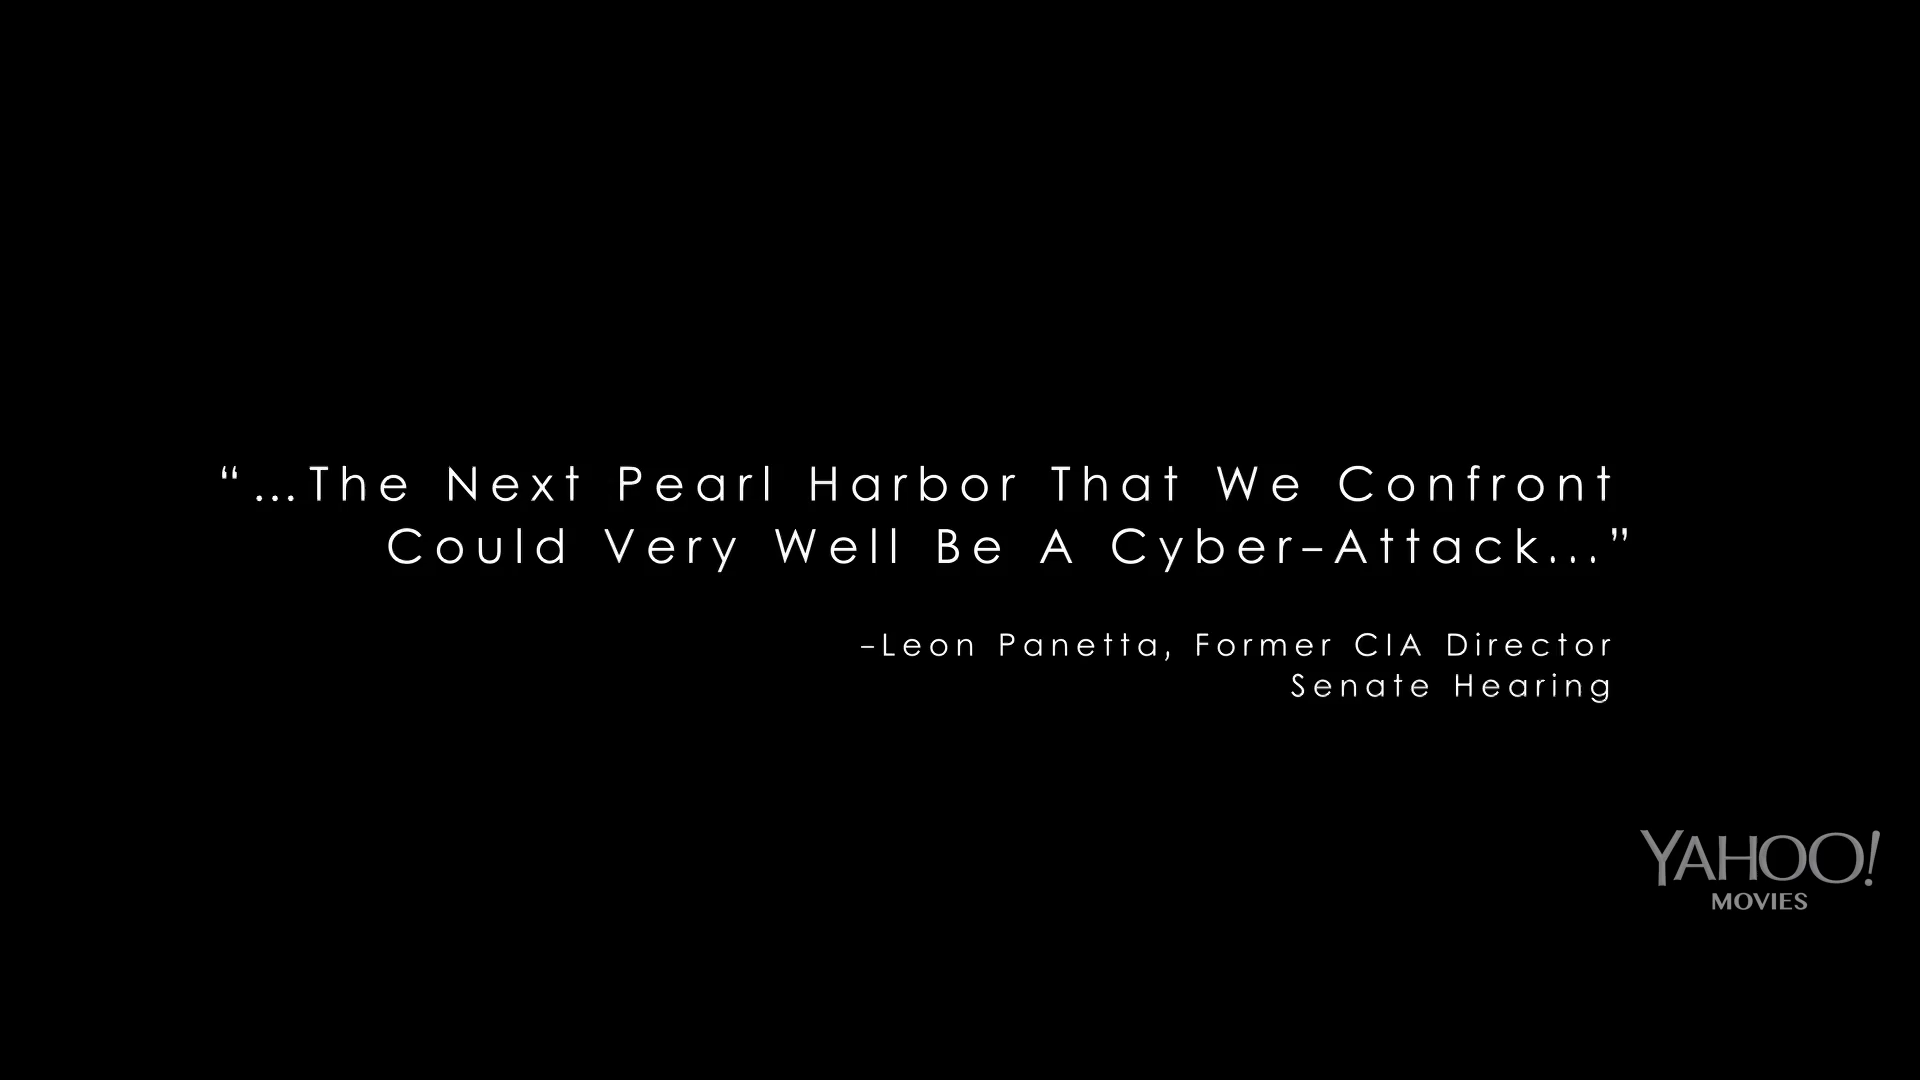 “...The Next Pearl Harbor That We Confront
Could Very Well Be A Cyber–Attack...”
–Leon Panetta, Former CIA Director
Senate Hearing
YAHOO!
MOVIES